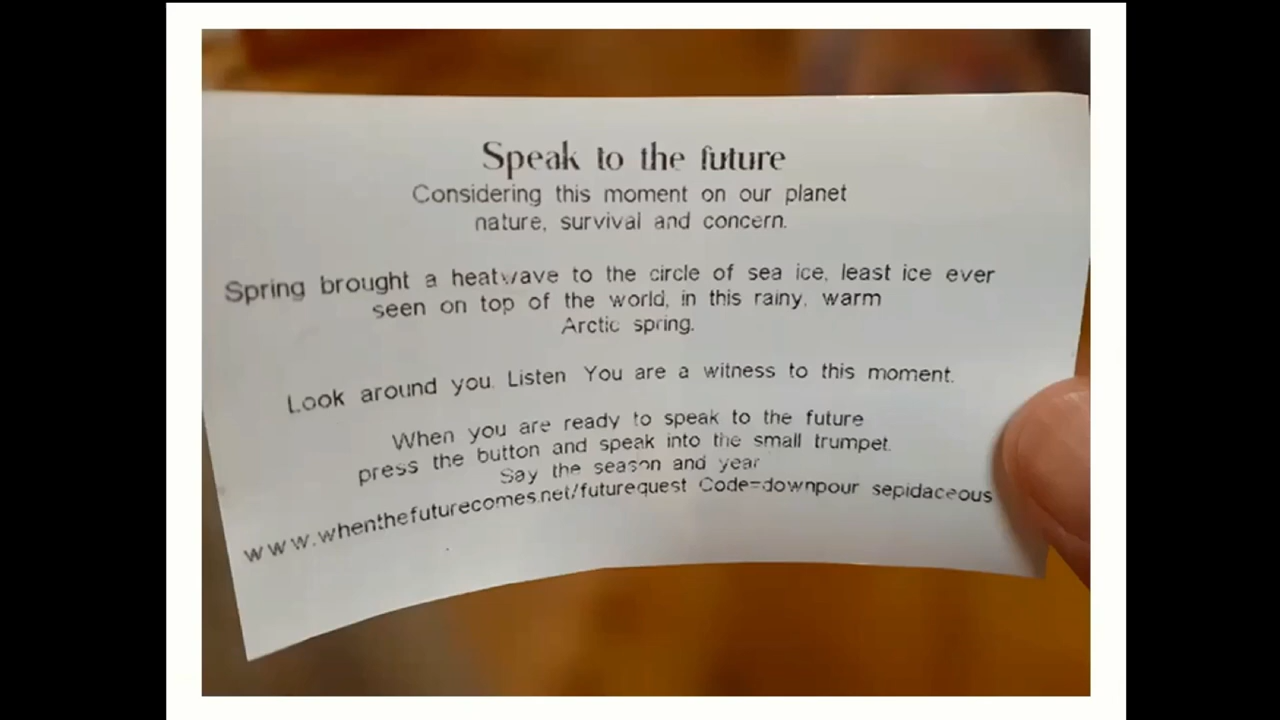 Speak to the future
Considering this moment on our planet
nature, survival and concern.
Spring brought a heatwave to the circle of sea ice, least ice ever
seen on top of the world, in this rainy, warm
Arctic spring.
Look around you. Listen You are a witness to this moment.
When you are ready to speak to the future
press the button and speak into the small trumpet.
Say the season and year
www.whenthefuturecomes.net/futurequest Code=downpour sepidaceous